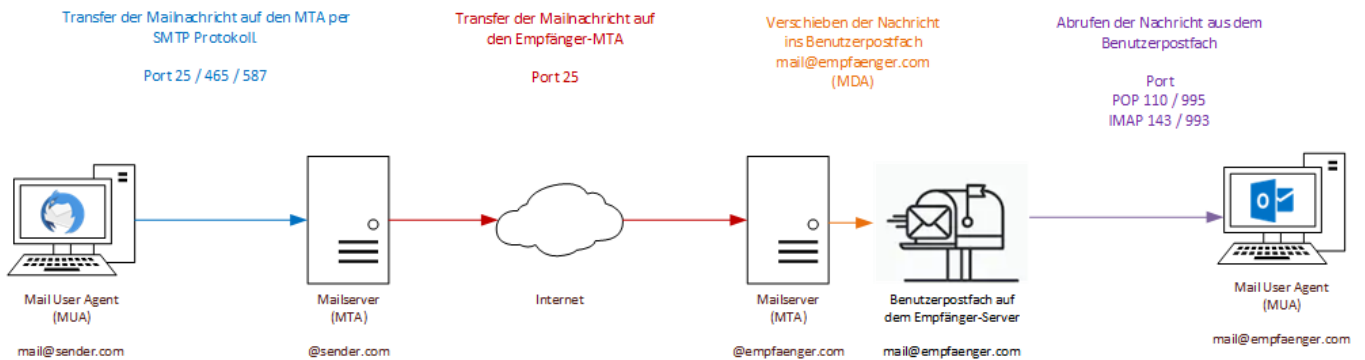 Transfer der Mailnachricht auf den MTA per
SMTP Protokoll.
Port 25 / 465 / 587
Transfer der Mailnachricht auf
den Empfänger-MTA
Port 25
Verschieben der Nachricht
ins Benutzerpostfach
mail@empfaenger.com
(MDA)
Abrufen der Nachricht aus dem
Benutzerpostfach
Port
POP 110 / 995
IMAP 143 / 993
Mail User Agent
(MUA)
mail@sender.com
Mailserver
(MTA)
@sender.com
Internet
Mailserver
(MTA)
@empfaenger.com
Benutzerpostfach auf
dem Empfänger-Server
mail@empfaenger.com
O
Mail User Agent
(MUA)
mail@empfaenger.com